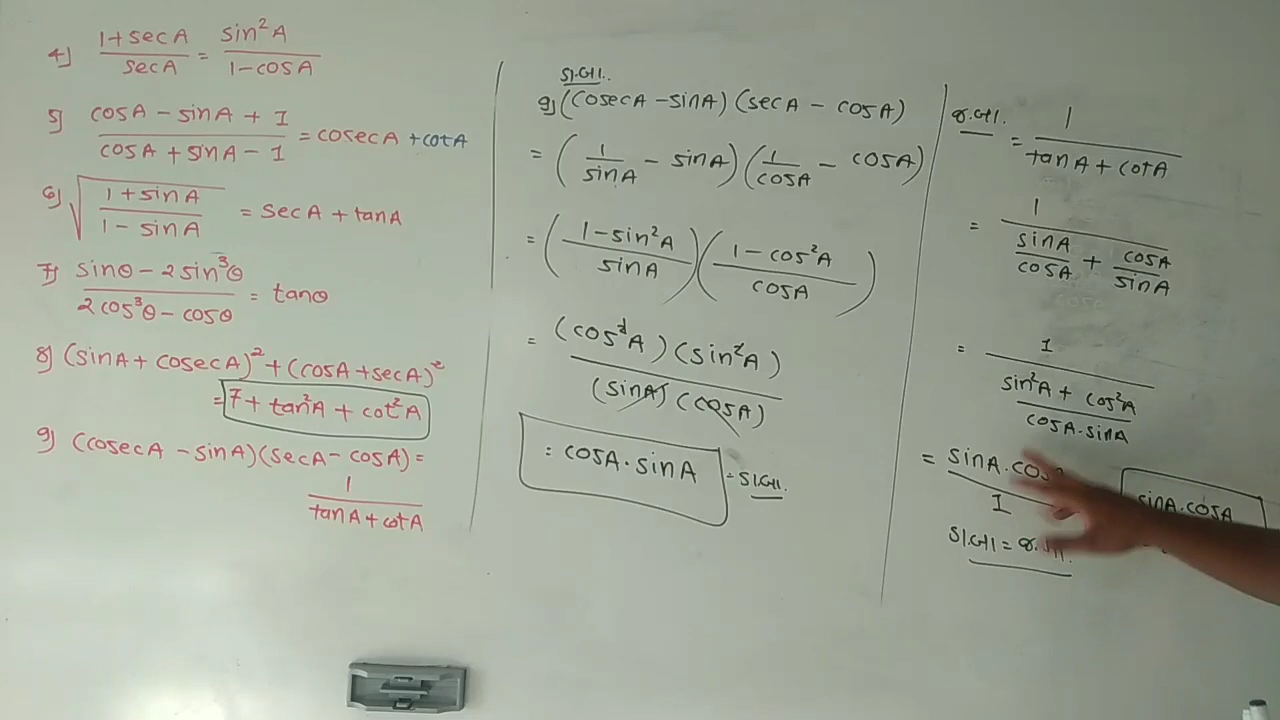 4) (1+secA)/(secA) = (sin²A)/(1-cosA)
5) (cosA - sinA + 1)/(cosA + sinA - 1) = cosecA + cotA
6) √((1+sinA)/(1-sinA)) = secA + tanA
7) (sinθ - 2sin³θ)/(2cos³θ - cosθ) = tanθ
8) (sinA + cosecA)² + (cosA + secA)²
= 7 + tan²A + cot²A
9) (cosecA - sinA)(secA - cosA) =
1/(tanA + cotA)
9) (cosecA - sinA)(secA - cosA)
= (1/sinA - sinA)(1/cosA - cosA)
= ((1-sin²A)/sinA)((1-cos²A)/cosA)
= (cos²A)(sin²A)/(sinA)(cosA)
= cosA·sinA
= 1/(tanA + cotA)
= 1/(sinA/cosA + cosA/sinA)
= 1/((sin²A + cos²A)/(cosA·sinA))
= sinA.
1
sinA.cosA